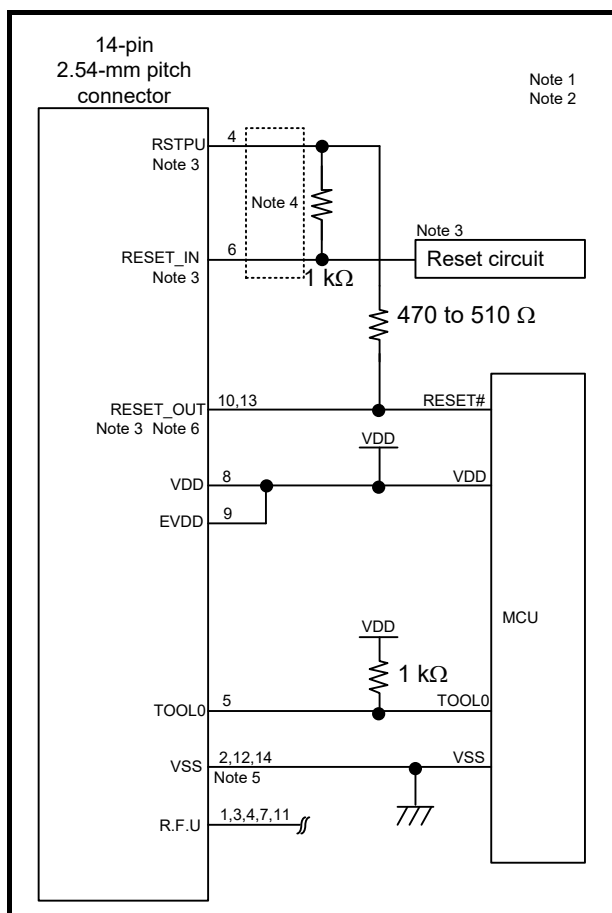 14-pin
2.54-mm pitch
connector
Note 1
Note 2
RSTPU
4
Note 3
Note 4
Note 3
RESET_IN
6
Reset circuit
Note 3
1 kΩ
470 to 510 Ω
RESET_OUT
10,13
RESET#
Note 3 Note 6
VDD
VDD
8
VDD
EVDD
9
MCU
VDD
1 kΩ
TOOL0
5
TOOL0
VSS
2,12,14
VSS
Note 5
R.F.U
1,3,4,7,11